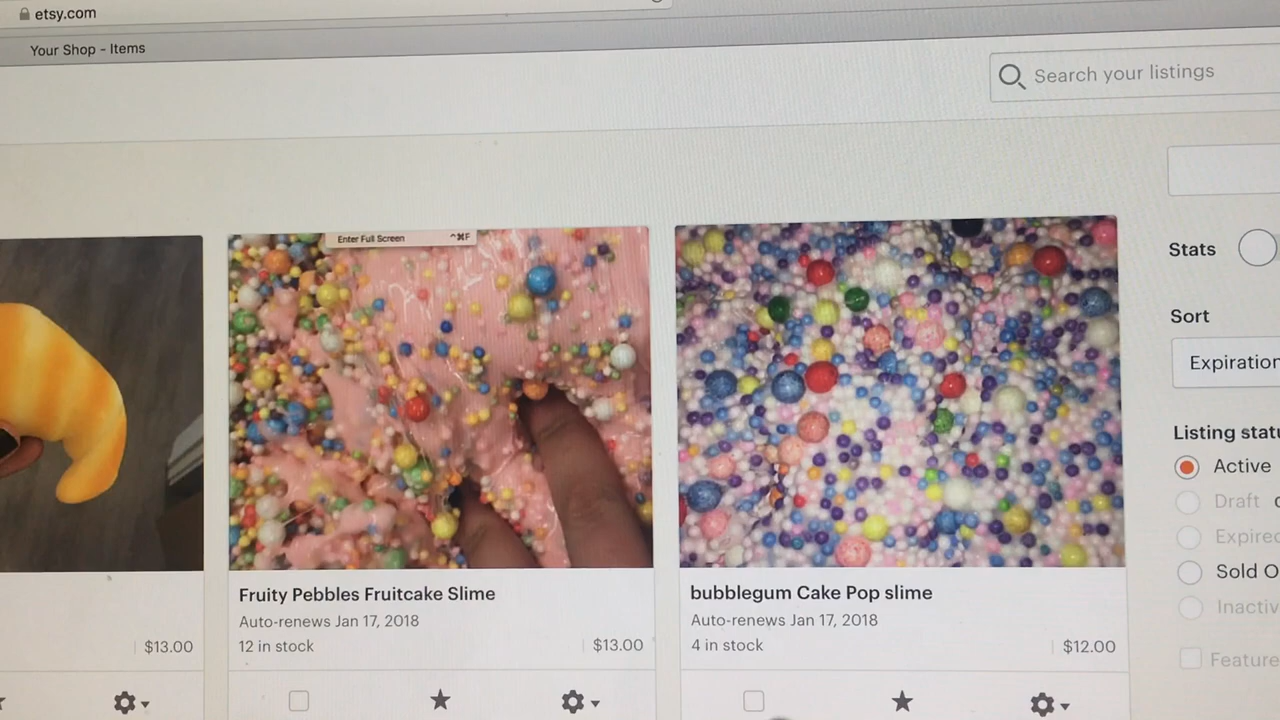 etsy.com
Your Shop - Items
Search your listings
Enter Full Screen ^⌘F
Stats
Sort
Expiration
Listing statu
Active
Draft
Expired
Sold O
Inactiv
Feature
$13.00
Fruity Pebbles Fruitcake Slime
Auto-renews Jan 17, 2018
12 in stock
$13.00
bubblegum Cake Pop slime
Auto-renews Jan 17, 2018
4 in stock
$12.00